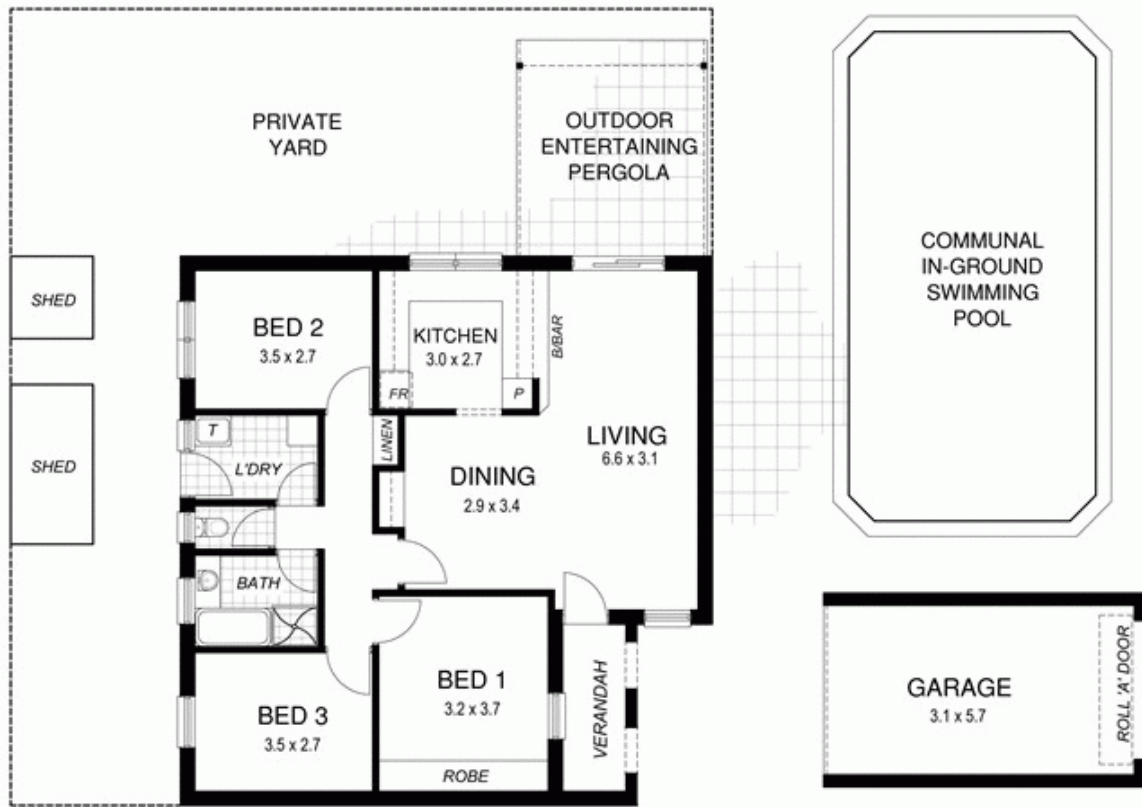 PRIVATE
YARD
OUTDOOR
ENTERTAINING
PERGOLA
COMMUNAL
IN-GROUND
SWIMMING
POOL
SHED
BED 2
3.5 x 2.7
KITCHEN
3.0 x 2.7
B/BAR
FR
P
SHED
T
L'DRY
LINEN
DINING
2.9 x 3.4
LIVING
6.6 x 3.1
BATH
BED 3
3.5 x 2.7
BED 1
3.2 x 3.7
ROBE
VERANDAH
GARAGE
3.1 x 5.7
ROLL 'A' DOOR